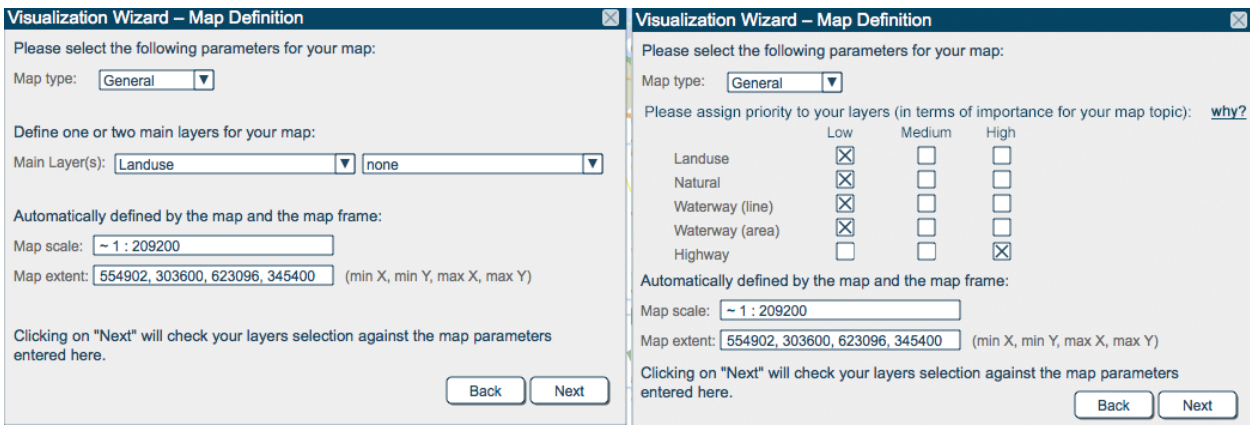 Visualization Wizard – Map Definition
Please select the following parameters for your map:
Map type: General
Define one or two main layers for your map:
Main Layer(s): Landuse none
Automatically defined by the map and the map frame:
Map scale: ~ 1 : 209200
Map extent: 554902, 303600, 623096, 345400 (min X, min Y, max X, max Y)
Clicking on "Next" will check your layers selection against the map parameters
entered here.
Back Next
Visualization Wizard – Map Definition
Please select the following parameters for your map:
Map type: General
Please assign priority to your layers (in terms of importance for your map topic): why?
Low Medium High
Landuse
Natural
Waterway (line)
Waterway (area)
Highway
Automatically defined by the map and the map frame:
Map scale: ~ 1 : 209200
Map extent: 554902, 303600, 623096, 345400 (min X, min Y, max X, max Y)
Clicking on "Next" will check your layers selection against the map parameters
entered here.
Back Next